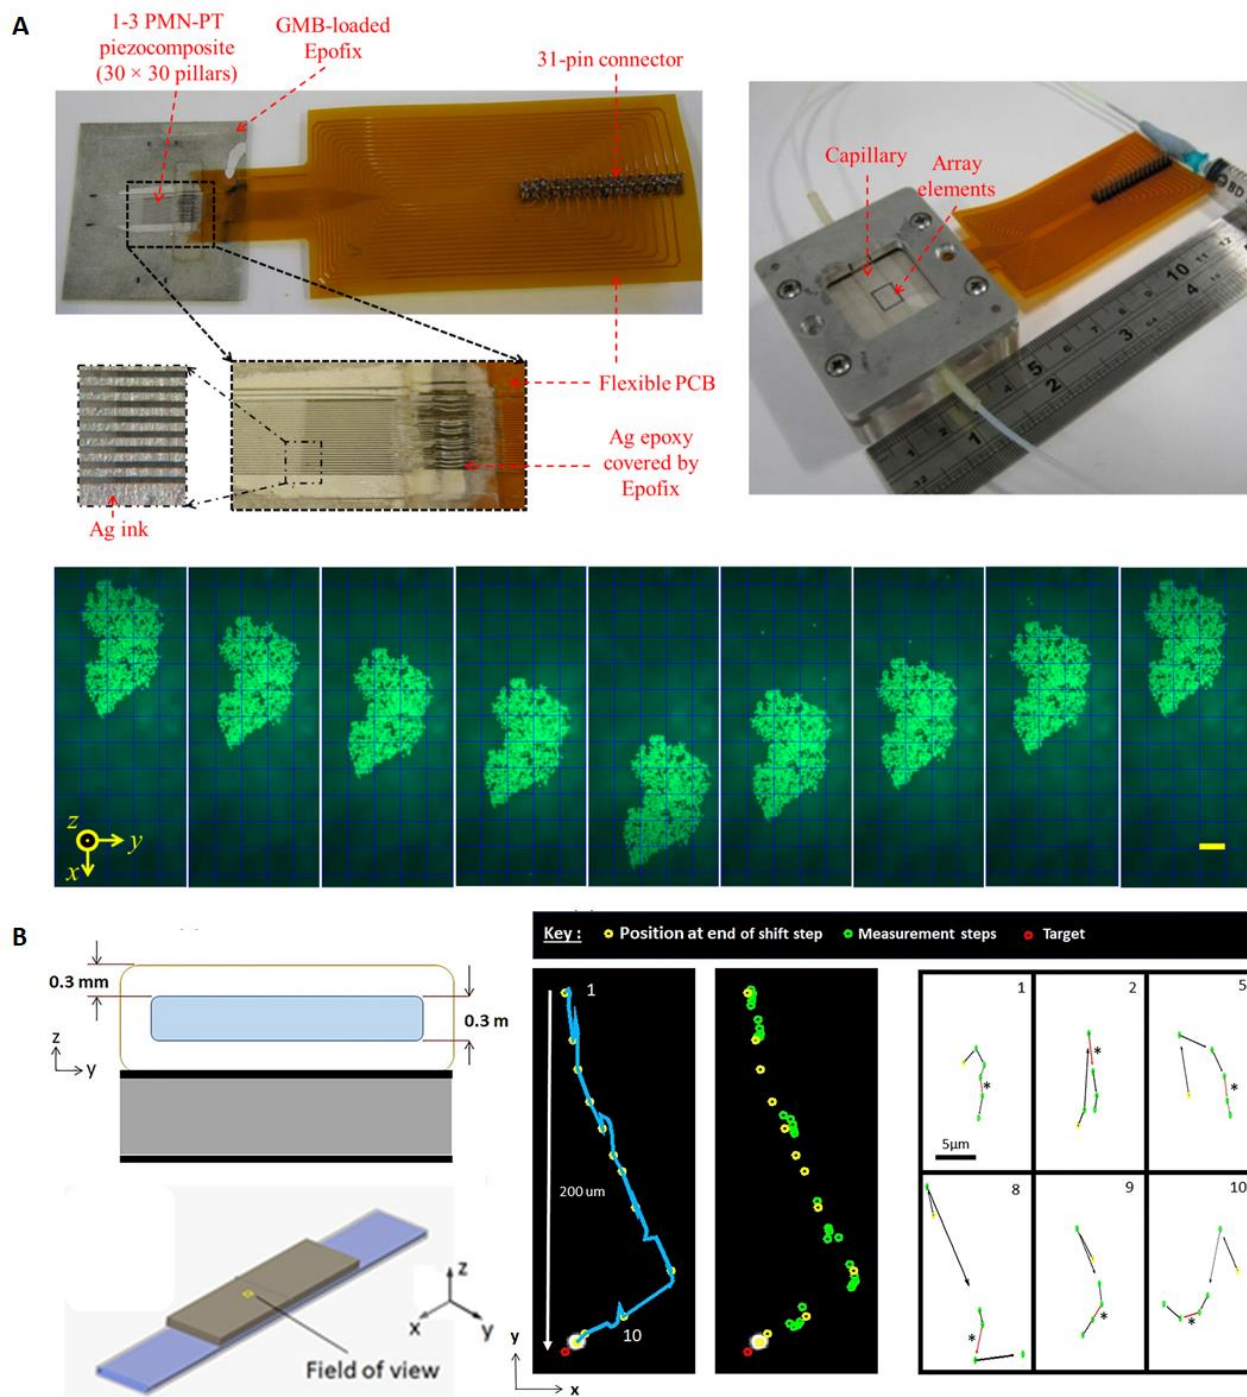 A
1-3 PMN-PT
piezocomposite
(30 × 30 pillars)
GMB-loaded
Epofix
31-pin connector
Capillary
Array
elements
Flexible PCB
Ag epoxy
covered by
Epofix
Ag ink
z
y
x
B
0.3 mm
0.3 m
z
y
Field of view
z
x
y
Key : Position at end of shift step Measurement steps Target
1
200 um
10
y
x
1
2
5
*
*
*
5µm
8
9
10
*
*
*